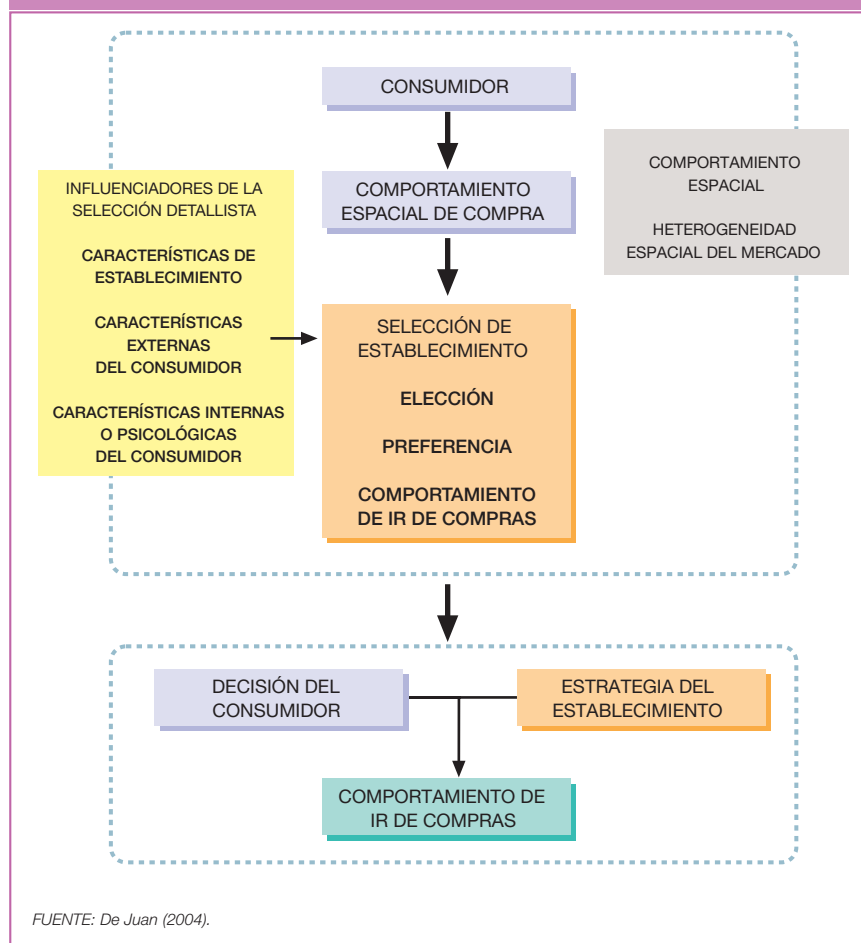 CONSUMIDOR
COMPORTAMIENTO
ESPACIAL DE COMPRA
COMPORTAMIENTO
ESPACIAL
HETEROGENEIDAD
ESPACIAL DEL MERCADO
INFLUENCIADORES DE LA
SELECCIÓN DETALLISTA
CARACTERÍSTICAS DE
ESTABLECIMIENTO
CARACTERÍSTICAS
EXTERNAS
DEL CONSUMIDOR
CARACTERÍSTICAS INTERNAS
O PSICOLÓGICAS
DEL CONSUMIDOR
SELECCIÓN DE
ESTABLECIMIENTO
ELECCIÓN
PREFERENCIA
COMPORTAMIENTO
DE IR DE COMPRAS
DECISIÓN DEL
CONSUMIDOR
ESTRATEGIA DEL
ESTABLECIMIENTO
COMPORTAMIENTO DE
IR DE COMPRAS
FUENTE: De Juan (2004).